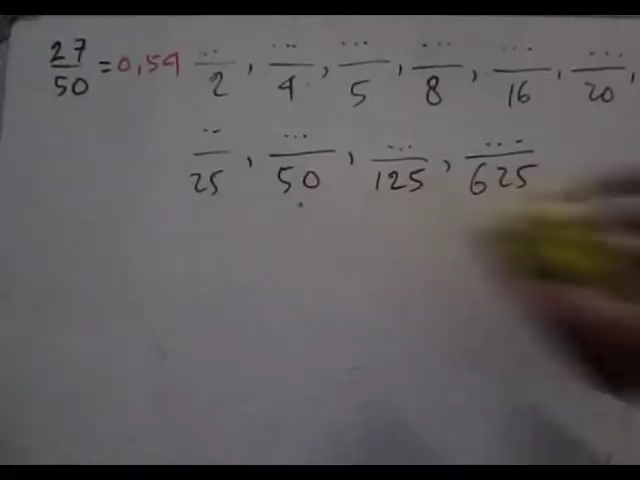 27/50 = 0,54 .../2 , .../4 , .../5 , .../8 , .../16 , .../20 ,
.../25 , .../50 , .../125 , .../625